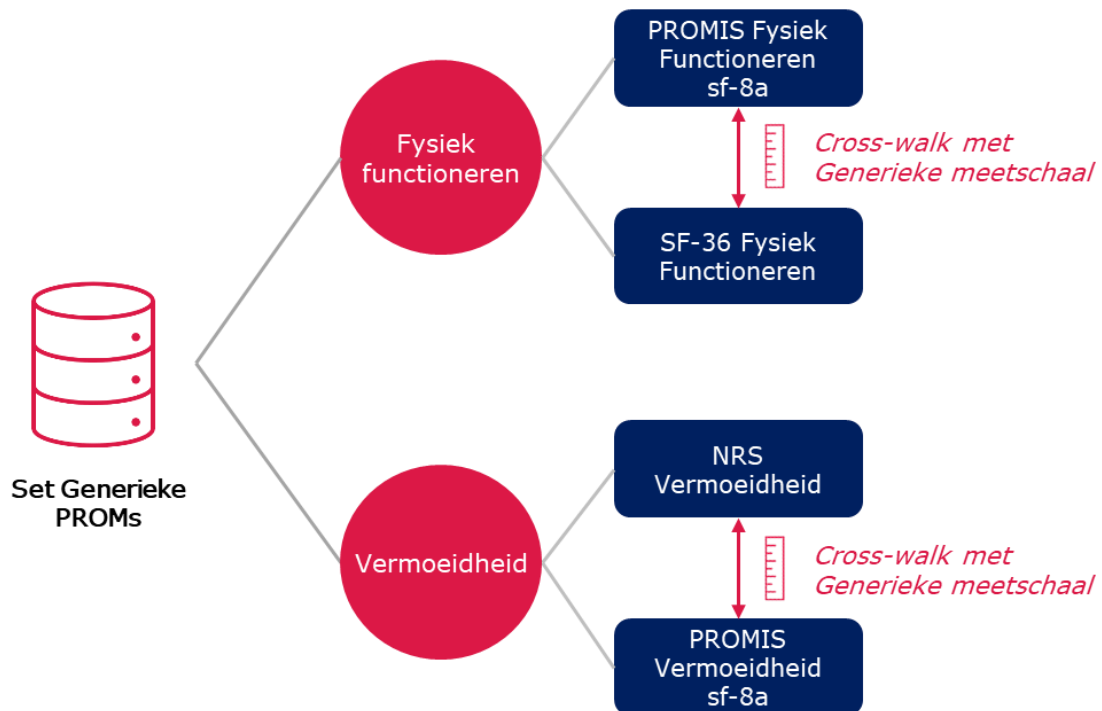 PROMIS Fysiek
Functioneren
sf-8a
Fysiek
functioneren
Cross-walk met
Generieke meetschaal
SF-36 Fysiek
Functioneren
Set Generieke
PROMs
NRS
Vermoeidheid
Vermoeidheid
Cross-walk met
Generieke meetschaal
PROMIS
Vermoeidheid
sf-8a